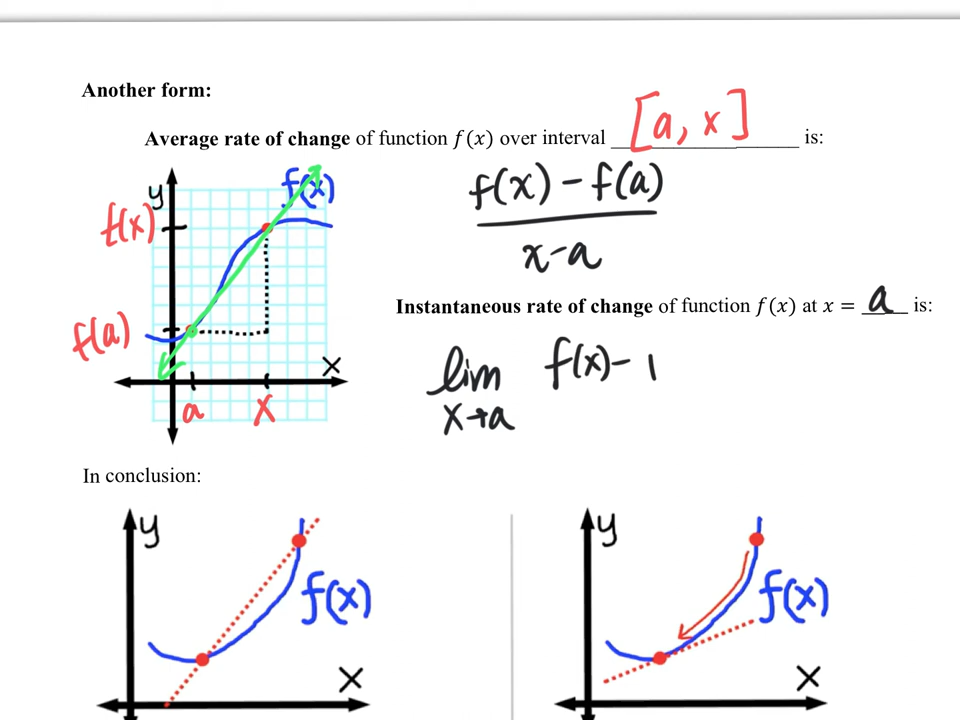 Another form:
Average rate of change of function f(x) over interval [a, x] is:
y
f(x)
f(x)
f(x) - f(a)
x - a
Instantaneous rate of change of function f(x) at x = a is:
f(a)
x
lim f(x) - 1
x→a
a
x
In conclusion:
y
f(x)
x
y
f(x)
x